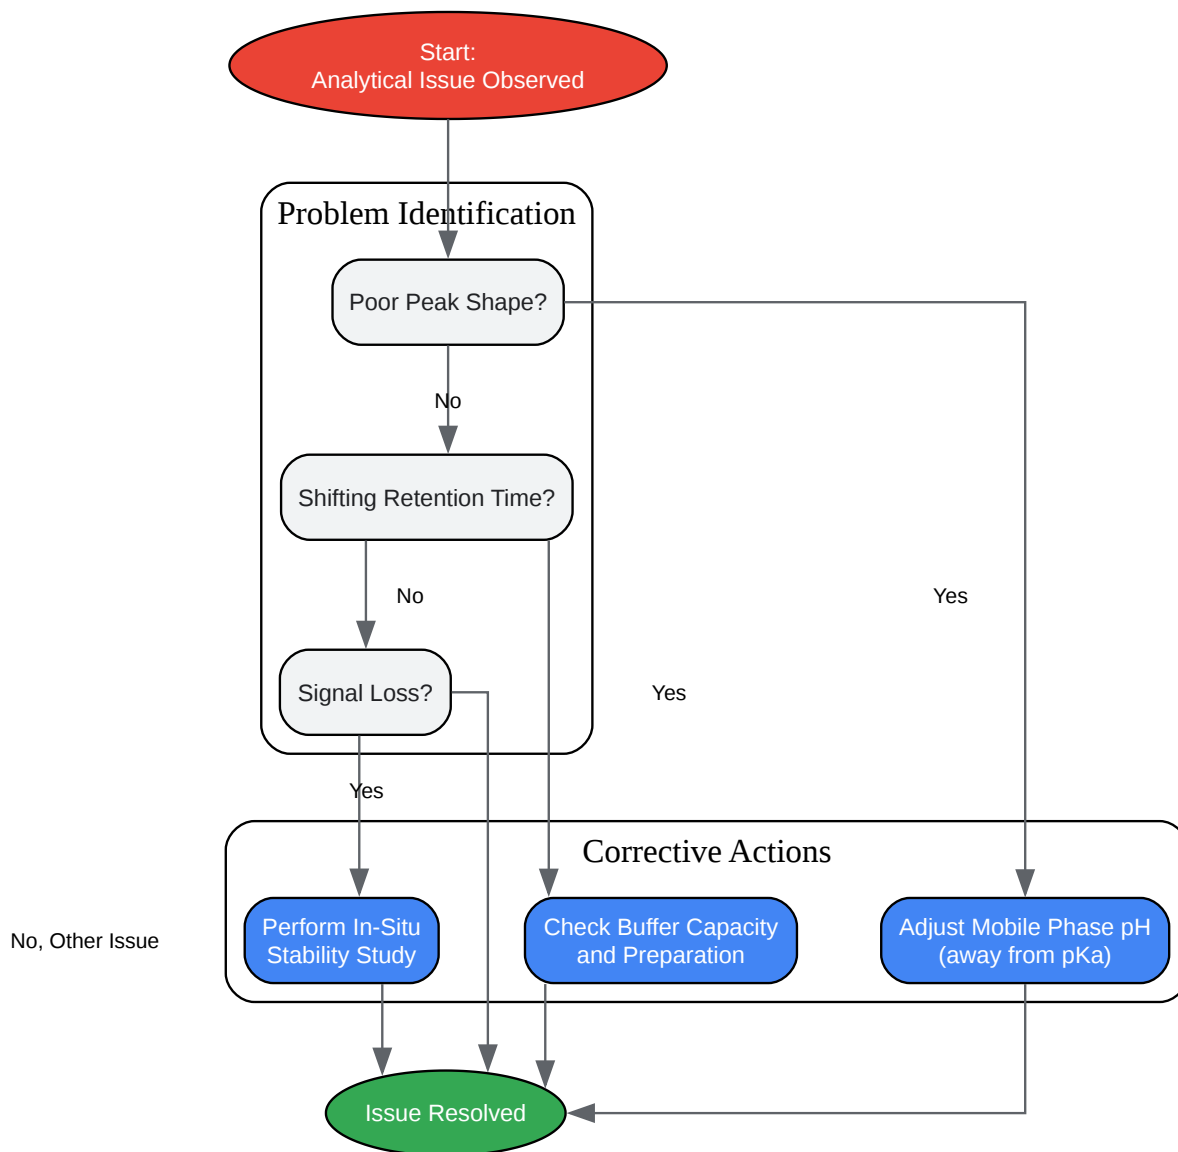 Start:
Analytical Issue Observed
Problem Identification
Poor Peak Shape?
No
Shifting Retention Time?
No
Yes
Signal Loss?
Yes
Yes
Corrective Actions
Perform In-Situ
Stability Study
Check Buffer Capacity
and Preparation
Adjust Mobile Phase pH
(away from pKa)
No, Other Issue
Issue Resolved